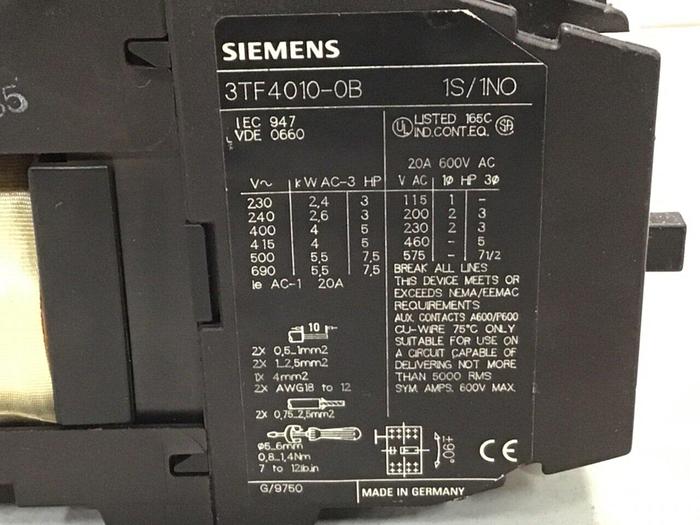 SIEMENS
3TF4010-0B 1S/1NO
IEC 947
VDE 0660
V~ kW AC-3 HP
230 2,4 3
240 2,6 3
400 4 5
415 4 5
500 5,5 7,5
690 5,5 7,5
Ie AC-1 20A
10
2X 0,5-1mm2
2X 1-2,5mm2
1X 4mm2
2X AWG18 to 12
2X 0,75-2,5mm2
ø5-6mm
0,8-1,4Nm
7 to 12lb.in
G/9750
UL LISTED 165C SA
IND.CONT.EQ.
20A 600V AC
V AC 1ø HP 3ø
115 1 -
200 2 3
230 2 3
460 - 5
575 - 71/2
BREAK ALL LINES
THIS DEVICE MEETS OR
EXCEEDS NEMA/EEMAC
REQUIREMENTS
AUX. CONTACTS A600/P600
CU-WIRE 75°C ONLY
SUITABLE FOR USE ON
A CIRCUIT CAPABLE OF
DELIVERING NOT MORE
THAN 5000 RMS
SYM. AMPS. 600V MAX.
±90°
CE
MADE IN GERMANY